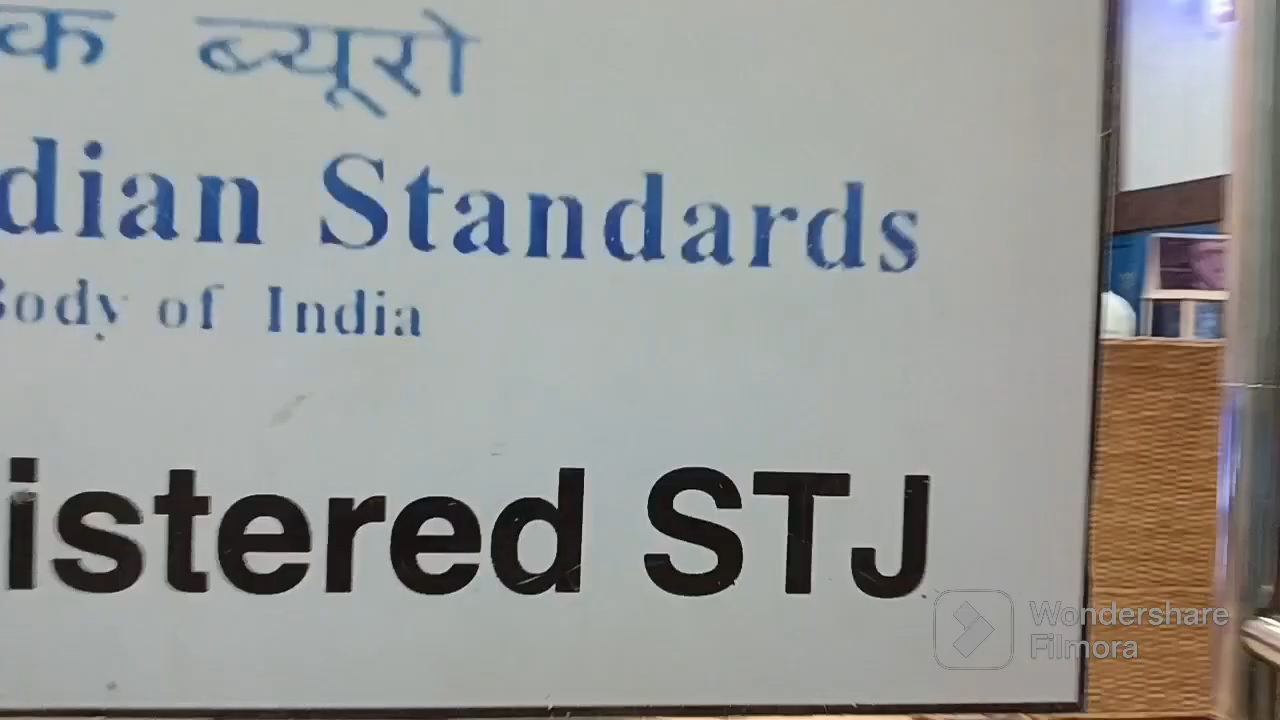 क ब्यूरो
dian Standards
Body of India
istered STJ
Wondershare
Filmora